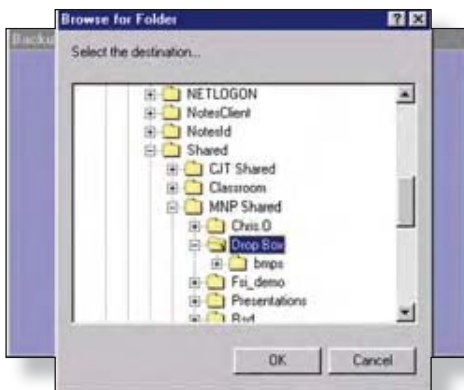 Browse for Folder
Select the destination...
NETLOGON
NotesClient
NotesId
Shared
CJT Shared
Classroom
MNP Shared
Chris O
Drop Box
bmps
Fsi_demo
Presentations
OK
Cancel